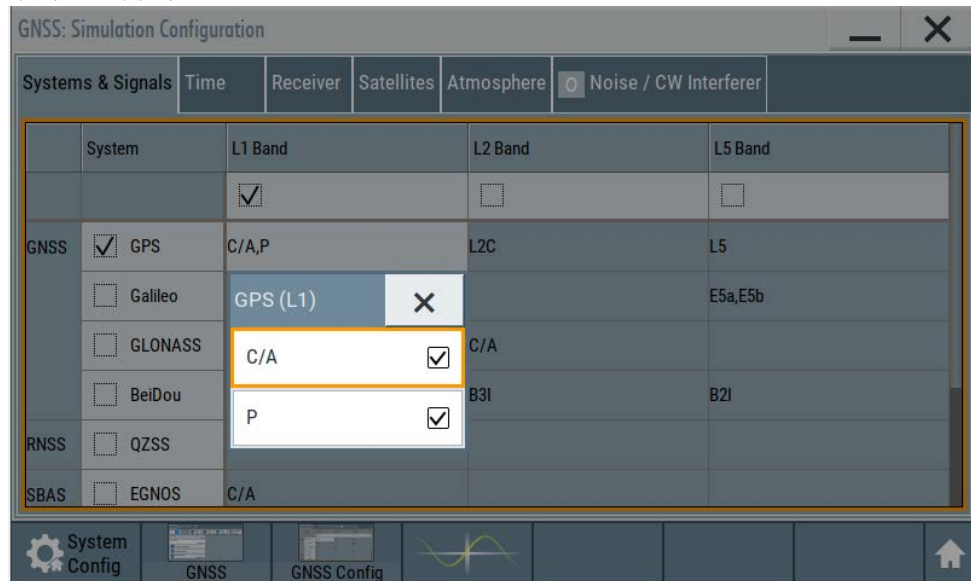 GNSS: Simulation Configuration
Systems & Signals Time Receiver Satellites Atmosphere O Noise / CW Interferer
System L1 Band L2 Band L5 Band
GNSS GPS C/A,P L2C L5
GPS (L1)
Galileo E5a,E5b
C/A
GLONASS C/A
P
BeiDou B3I B2I
RNSS QZSS
SBAS EGNOS C/A
System Config GNSS GNSS Config